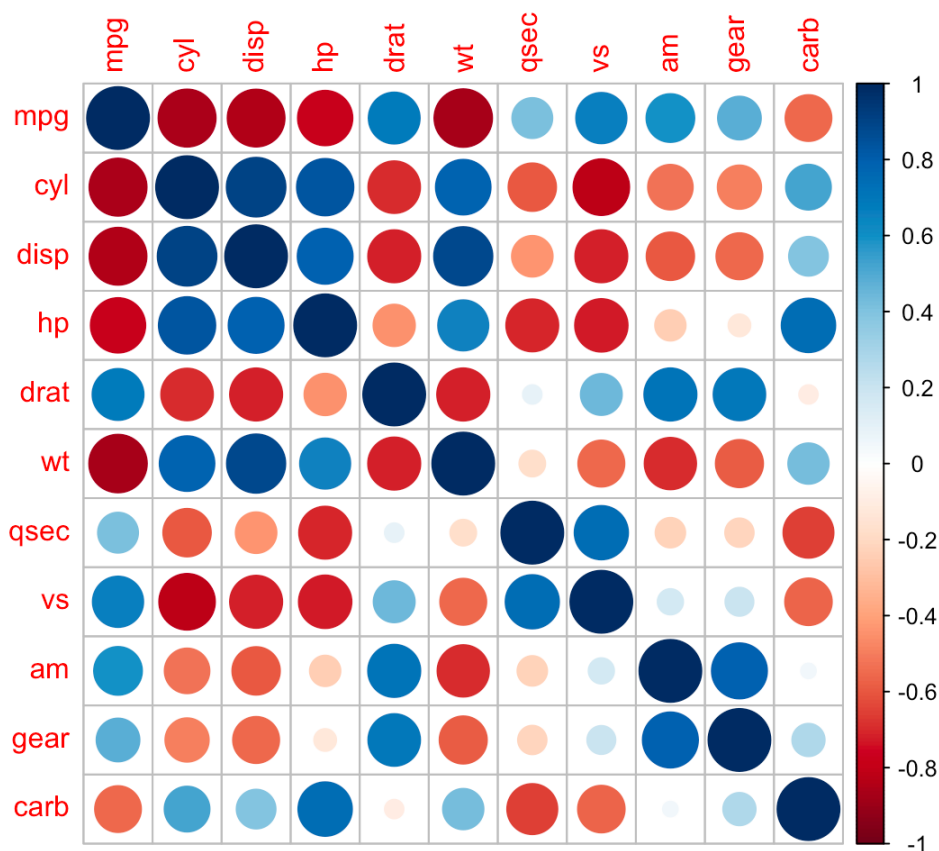 mpg cyl disp hp drat wt qsec vs am gear carb
mpg
cyl
disp
hp
drat
wt
qsec
vs
am
gear
carb
1
0.8
0.6
0.4
0.2
0
-0.2
-0.4
-0.6
-0.8
-1